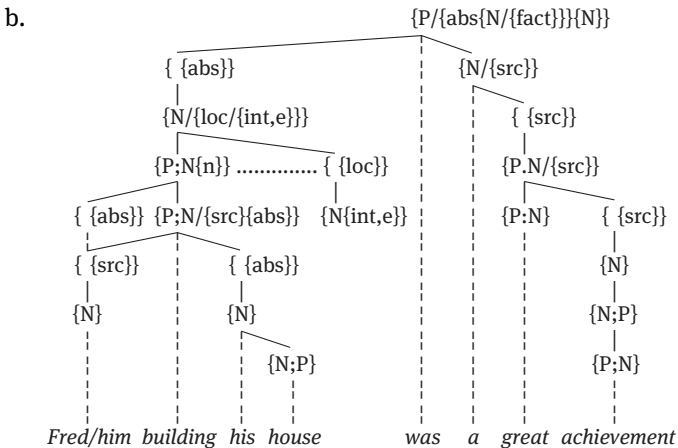 b.
{P/{abs{N/{fact}}}{N}}
{ {abs}} {N/{src}}
{N/{loc/{int,e}}} { {src}}
{P;N{n}} .............. { {loc}} {P.N/{src}}
{ {abs}} {P;N/{src}{abs}} {N{int,e}} {P:N} { {src}}
{ {src}} { {abs}} {N}
{N} {N} {N;P}
{N;P} {P;N}
Fred/him building his house was a great achievement